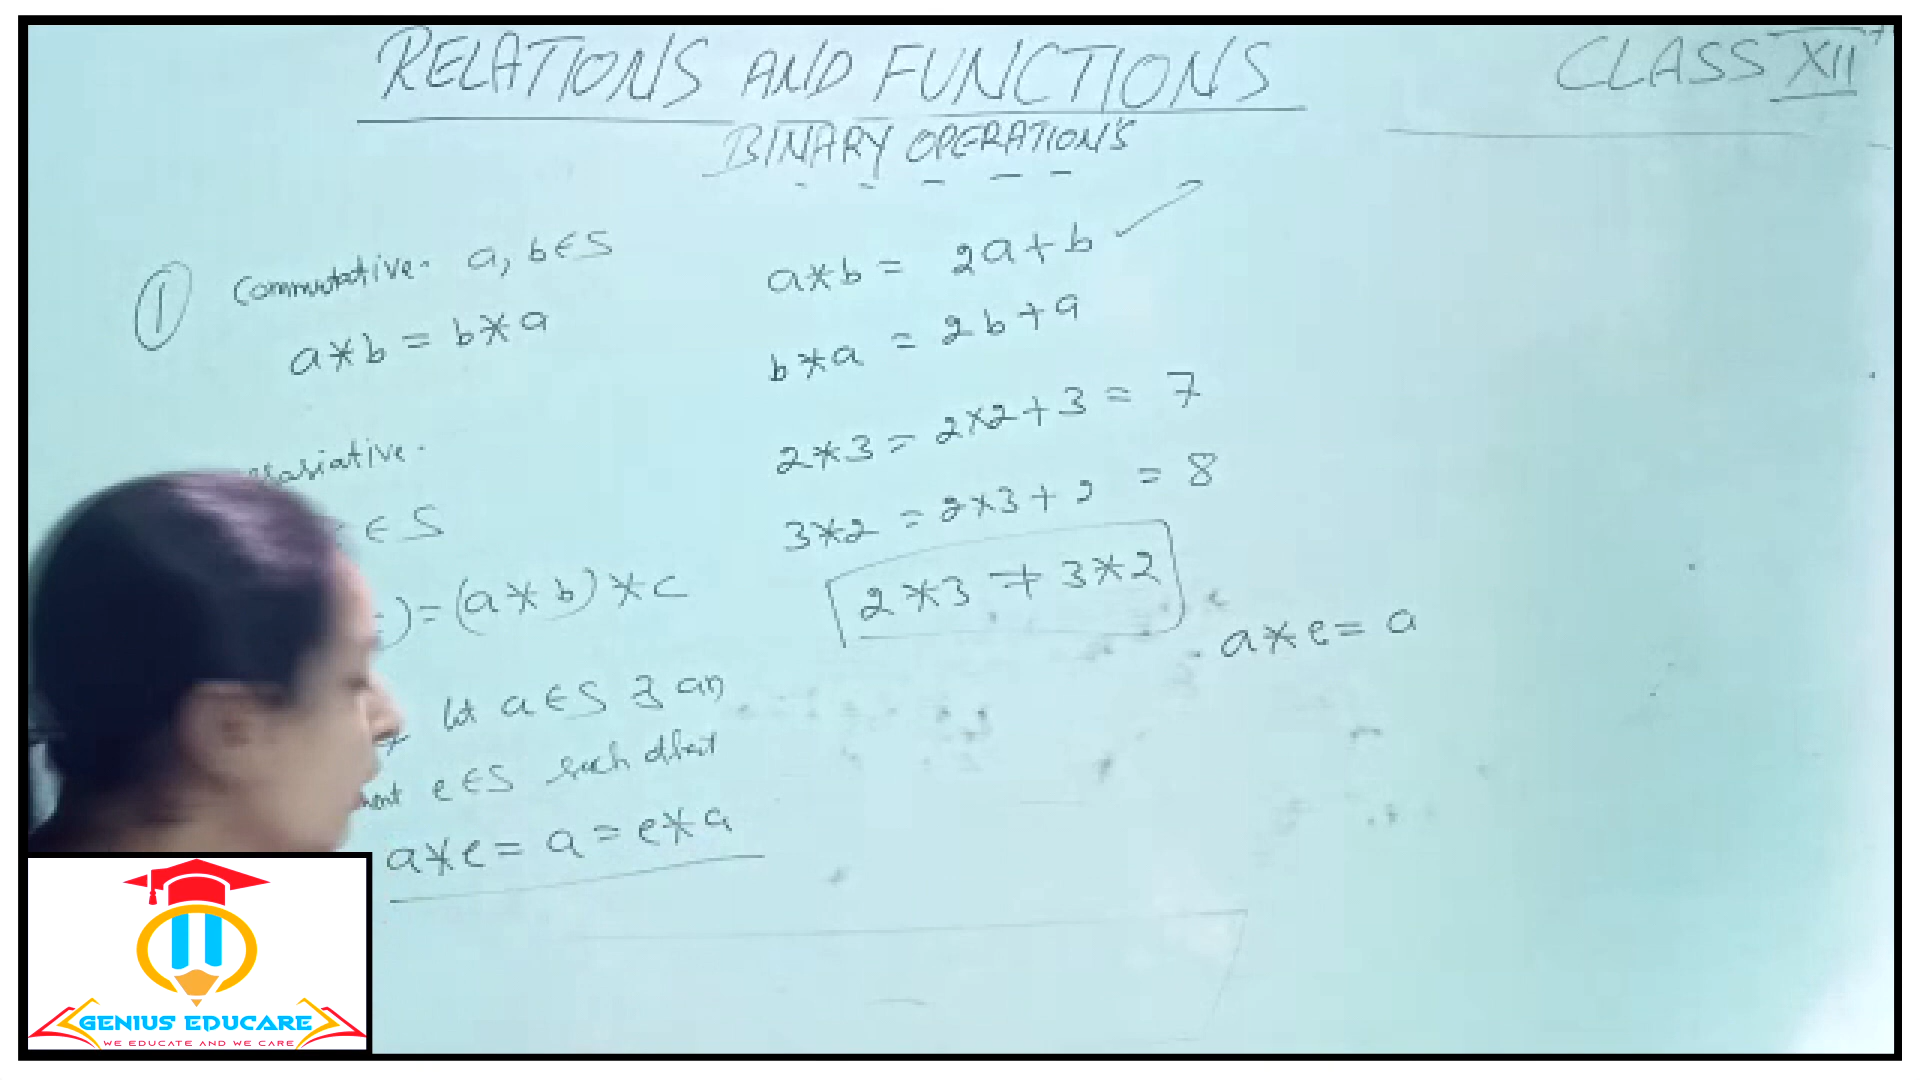 RELATIONS AND FUNCTIONS
CLASS XII
BINARY OPERATIONS
① Commutative. a, b ∈ S
a * b = b * a
∈ S
) = (a * b) * c
let a ∈ S ∃ an
e ∈ S such that
a * e = a = e * a
a * b = 2a + b
b * a = 2b + a
2 * 3 = 2×2 + 3 = 7
3 * 2 = 2×3 + 2 = 8
2 * 3 ≠ 3 * 2
a * e = a
GENIUS EDUCARE
WE EDUCATE AND WE CARE